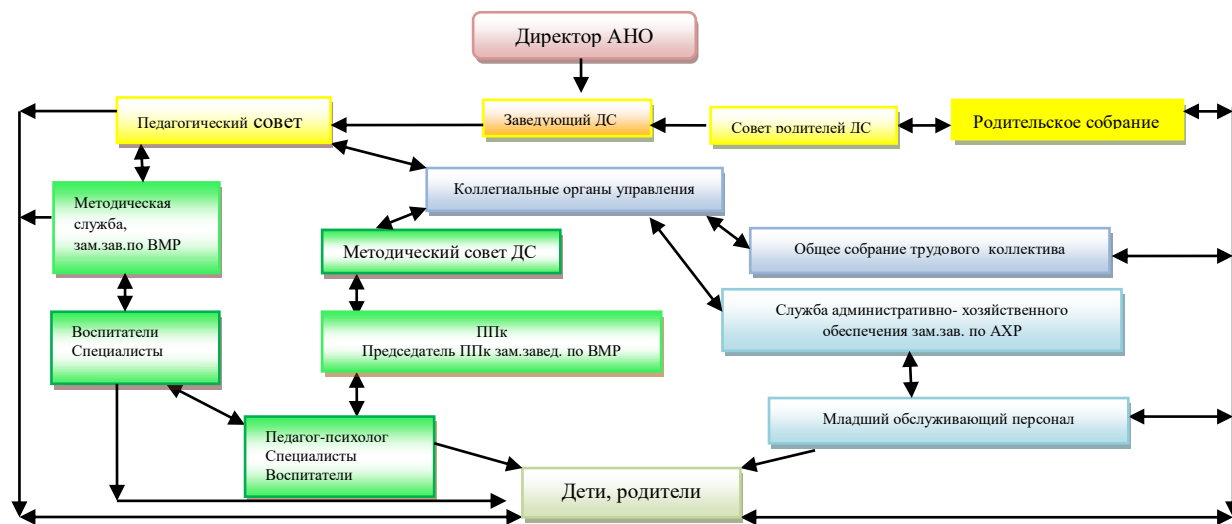 Директор АНО
Педагогический совет
Заведующий ДС
Совет родителей ДС
Родительское собрание
Коллегиальные органы управления
Методическая
служба,
зам.зав.по ВМР
Методический совет ДС
Общее собрание трудового коллектива
Служба административно- хозяйственного
обеспечения зам.зав. по АХР
Воспитатели
Специалисты
ППк
Председатель ППк зам.завед. по ВМР
Младший обслуживающий персонал
Педагог-психолог
Специалисты
Воспитатели
Дети, родители